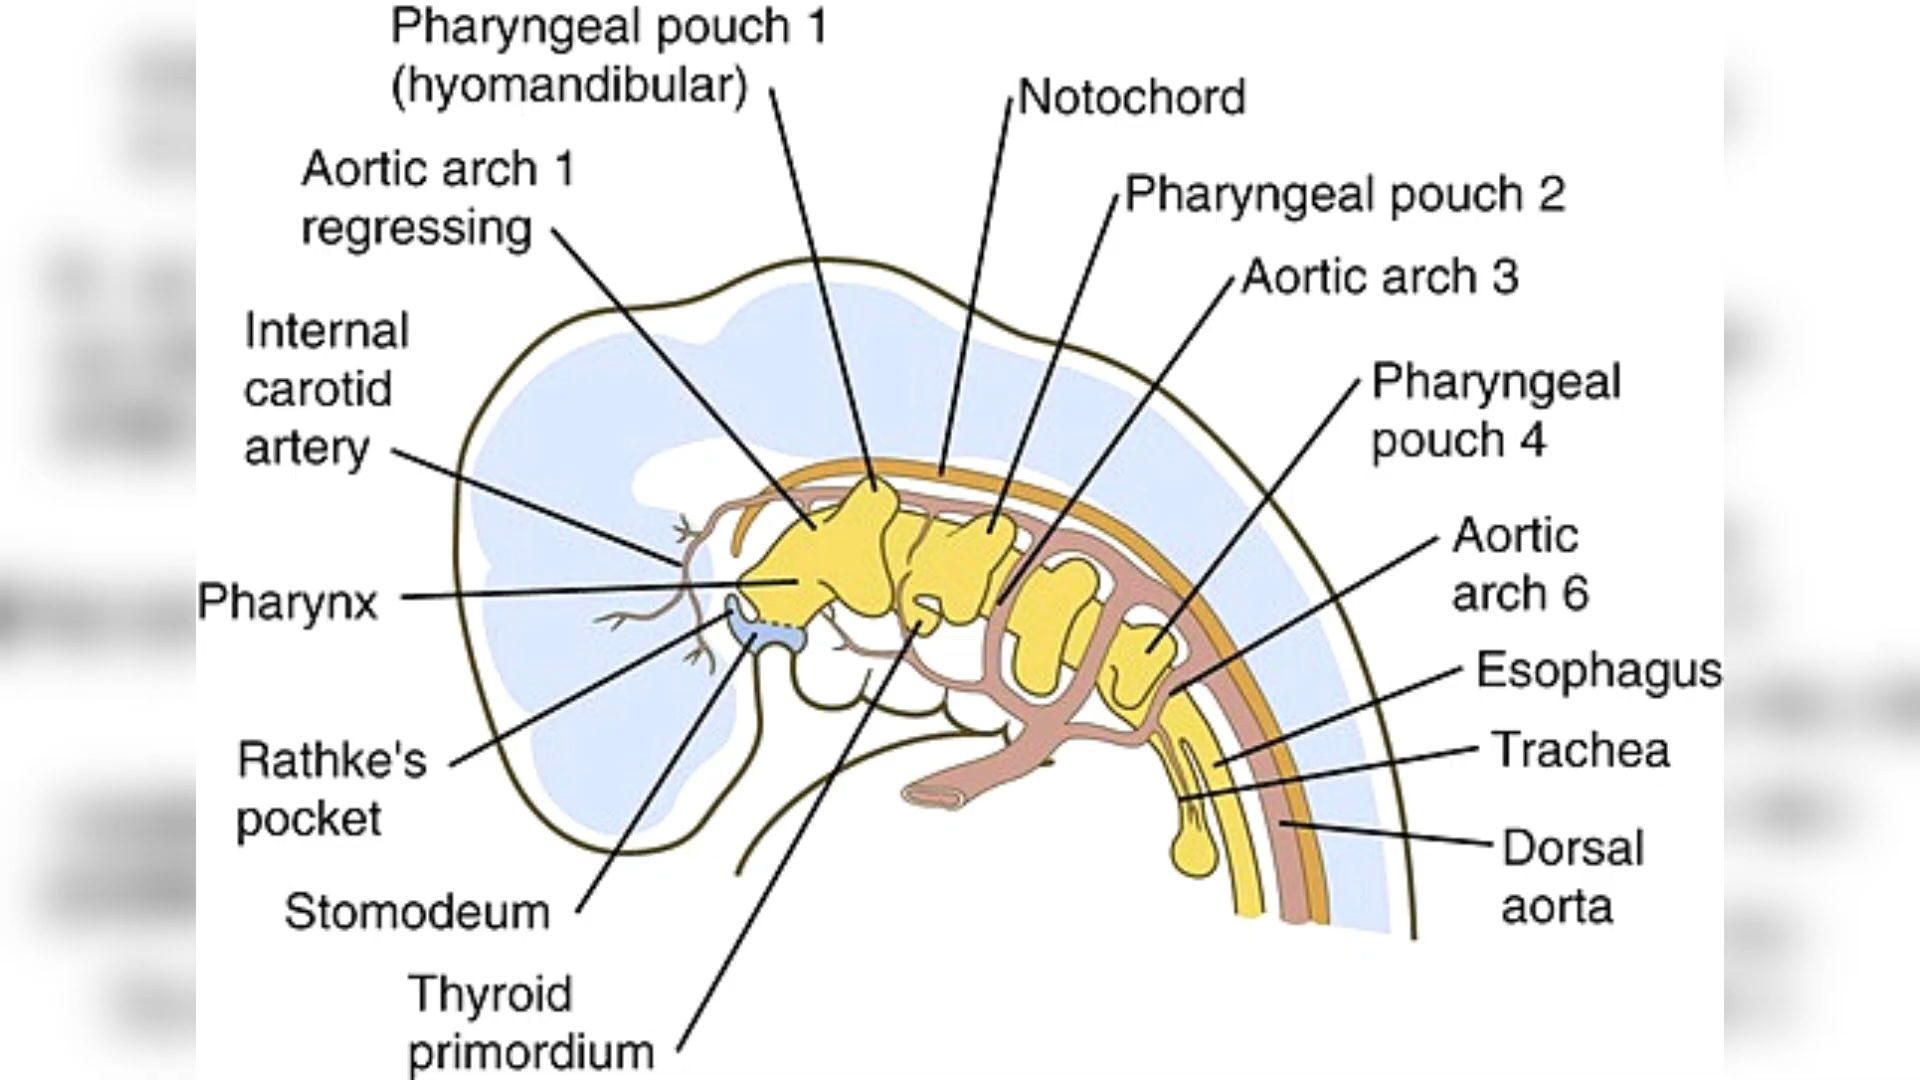 Pharyngeal pouch 1
(hyomandibular)
Notochord
Aortic arch 1
regressing
Pharyngeal pouch 2
Aortic arch 3
Internal
carotid
artery
Pharyngeal
pouch 4
Aortic
arch 6
Pharynx
Esophagus
Trachea
Rathke's
pocket
Dorsal
aorta
Stomodeum
Thyroid
primordium